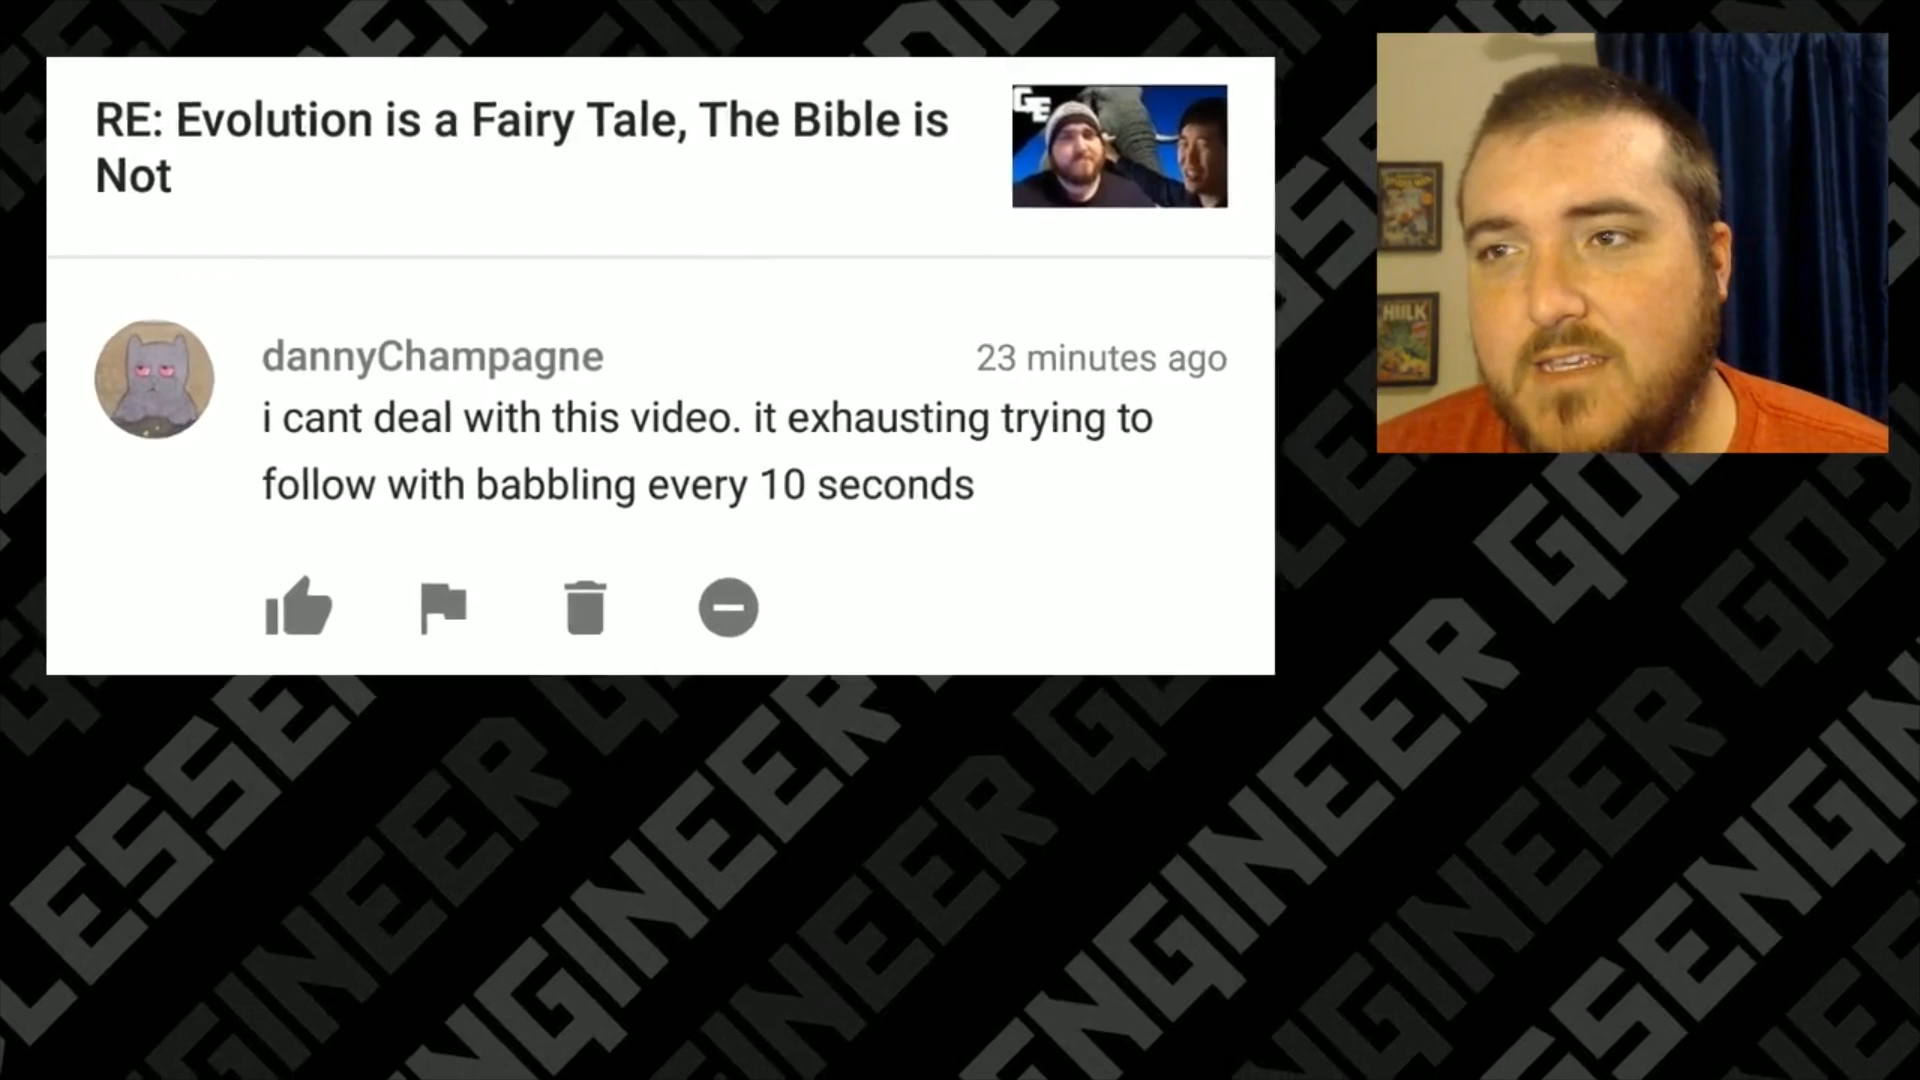 RE: Evolution is a Fairy Tale, The Bible is
Not
GE
dannyChampagne
23 minutes ago
i cant deal with this video. it exhausting trying to
follow with babbling every 10 seconds
HULK
ENGINEER
ENGINEER
ENGINEER